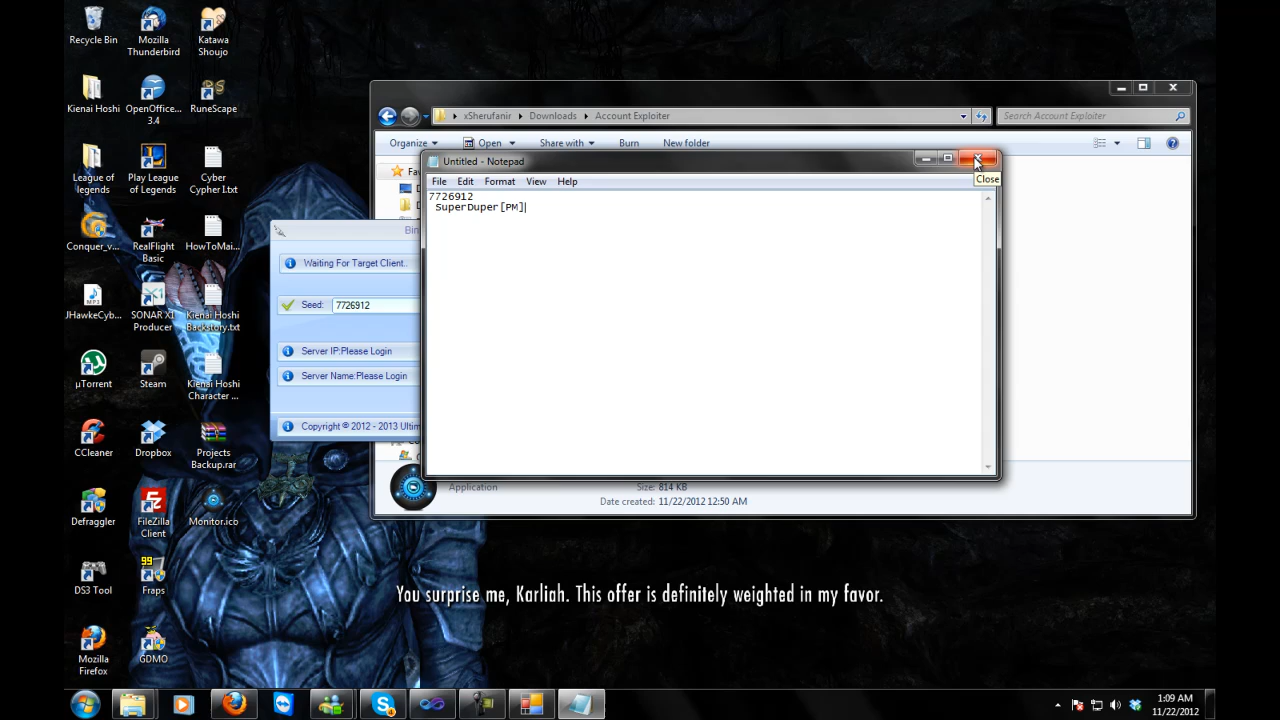 Recycle Bin
Mozilla Thunderbird
Katawa Shoujo
Kienai Hoshi
OpenOffice... 3.4
RuneScape
League of legends
Play League of Legends
Cyber Cypher1.txt
Conquer_v...
RealFlight Basic
HowToMai...
JHawkeCyb...
SONAR X1 Producer
Kienai Hoshi Backstory.txt
µTorrent
Steam
Kienai Hoshi Character ...
CCleaner
Dropbox
Projects Backup.rar
Defraggler
FileZilla Client
Monitor.ico
DS3 Tool
99
Fraps
Mozilla Firefox
GDMO
xSherufanir
Downloads
Account Exploiter
Search Account Exploiter
Organize
Open
Share with
Burn
New folder
Fav
Untitled - Notepad
Close
File Edit Format View Help
7726912
SuperDuper[PM]
Bin
Waiting For Target Client..
Seed: 7726912
Server IP:Please Login
Server Name:Please Login
Copyright © 2012 - 2013 Ultim
Application
Size: 814 KB
Date created: 11/22/2012 12:50 AM
You surprise me, Karliah. This offer is definitely weighted in my favor.
1:09 AM
11/22/2012